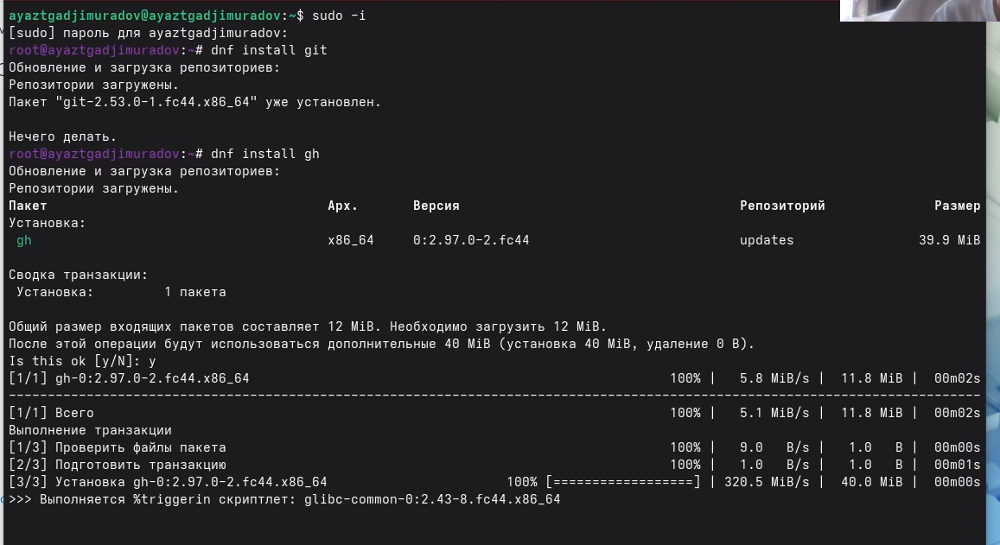 ayaztgadjimuradov@ayaztgadjimuradov:~$ sudo -i
[sudo] пароль для ayaztgadjimuradov:
root@ayaztgadjimuradov:~# dnf install git
Обновление и загрузка репозиториев:
Репозитории загружены.
Пакет "git-2.53.0-1.fc44.x86_64" уже установлен.
Нечего делать.
root@ayaztgadjimuradov:~# dnf install gh
Обновление и загрузка репозиториев:
Репозитории загружены.
Пакет Арх. Версия Репозиторий Размер
Установка:
gh x86_64 0:2.97.0-2.fc44 updates 39.9 MiB
Сводка транзакции:
Установка: 1 пакета
Общий размер входящих пакетов составляет 12 MiB. Необходимо загрузить 12 MiB.
После этой операции будут использоваться дополнительные 40 MiB (установка 40 MiB, удаление 0 B).
Is this ok [y/N]: y
[1/1] gh-0:2.97.0-2.fc44.x86_64 100% | 5.8 MiB/s | 11.8 MiB | 00m02s
--------------------------------------------------------------------------------
[1/1] Всего 100% | 5.1 MiB/s | 11.8 MiB | 00m02s
Выполнение транзакции
[1/3] Проверить файлы пакета 100% | 9.0 B/s | 1.0 B | 00m00s
[2/3] Подготовить транзакцию 100% | 1.0 B/s | 1.0 B | 00m01s
[3/3] Установка gh-0:2.97.0-2.fc44.x86_64 100% [==================] | 320.5 MiB/s | 40.0 MiB | 00m00s
>>> Выполняется %triggerin скриптлет: glibc-common-0:2.43-8.fc44.x86_64